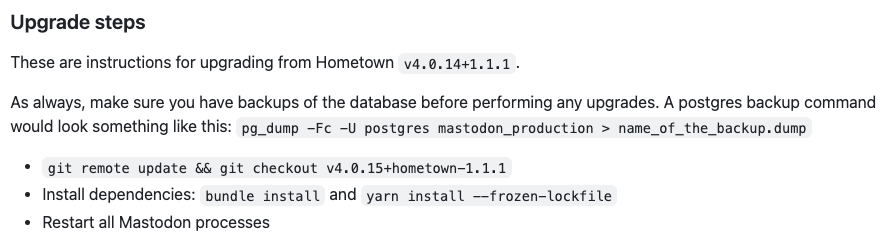 Upgrade steps
These are instructions for upgrading from Hometown v4.0.14+1.1.1.
As always, make sure you have backups of the database before performing any upgrades. A postgres backup command
would look something like this: pg_dump -Fc -U postgres mastodon_production > name_of_the_backup.dump
• git remote update && git checkout v4.0.15+hometown-1.1.1
• Install dependencies: bundle install and yarn install --frozen-lockfile
• Restart all Mastodon processes